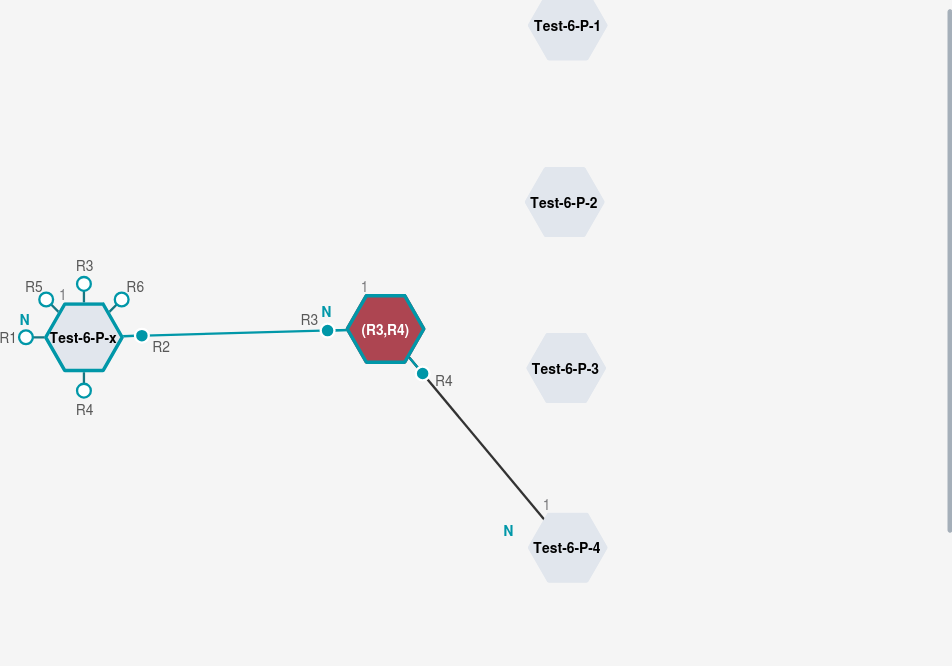 Test-6-P-1
Test-6-P-2
R3
R5
1
R6
N
R1
Test-6-P-x
R2
R4
1
N
R3
(R3,R4)
R4
Test-6-P-3
1
N
Test-6-P-4